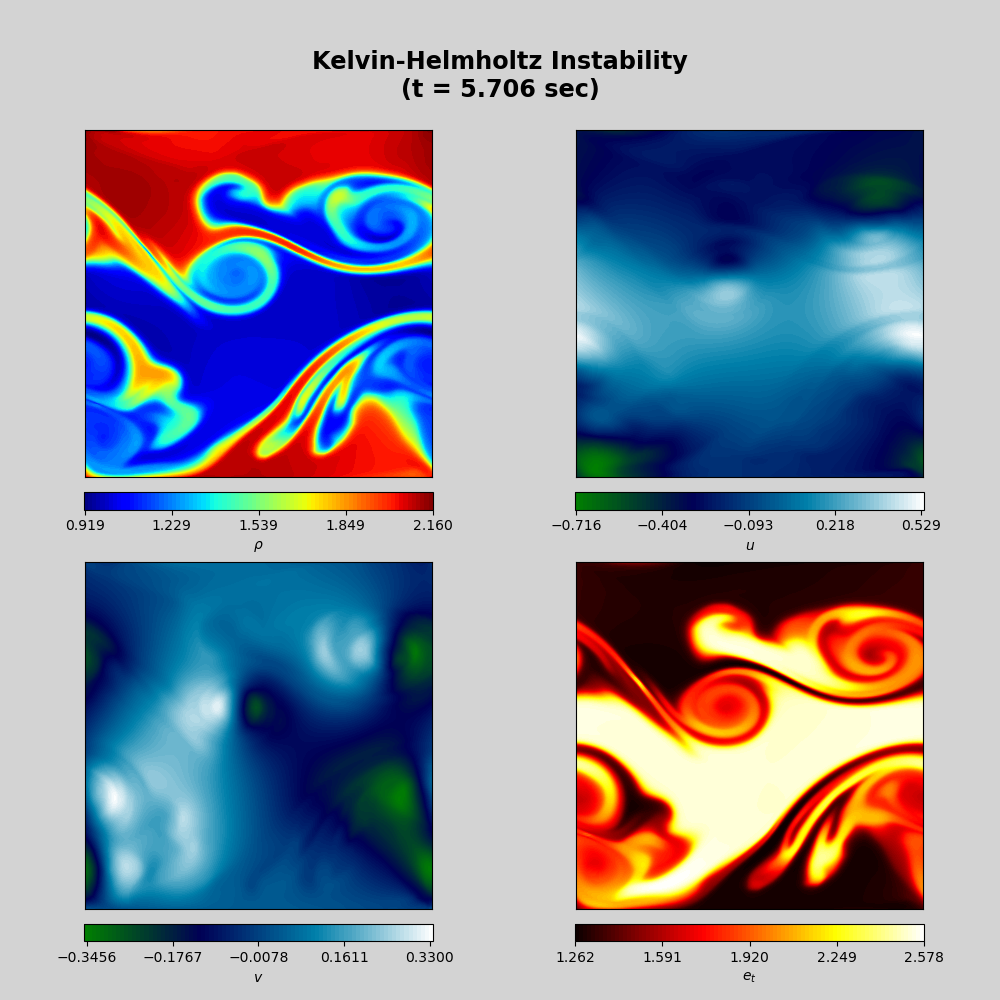 Kelvin-Helmholtz Instability
(t = 5.706 sec)
0.919 1.229 1.539 1.849 2.160
ρ
−0.716 −0.404 −0.093 0.218 0.529
u
−0.3456 −0.1767 −0.0078 0.1611 0.3300
v
1.262 1.591 1.920 2.249 2.578
e_t